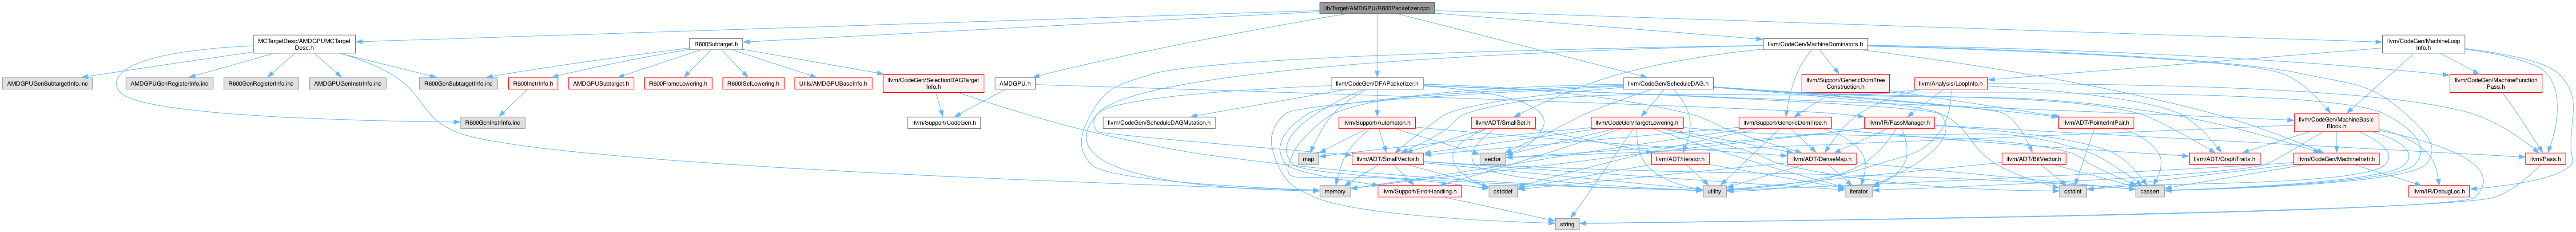 lib/Target/AMDGPU/R600Packetizer.cpp
MCTargetDesc/AMDGPUMCTarget
Desc.h
R600Subtarget.h
llvm/CodeGen/MachineDominators.h
llvm/CodeGen/MachineLoop
Info.h
AMDGPUGenSubtargetInfo.inc
AMDGPUGenRegisterInfo.inc
R600GenRegisterInfo.inc
AMDGPUGenInstrInfo.inc
R600GenSubtargetInfo.inc
R600InstrInfo.h
AMDGPUSubtarget.h
R600FrameLowering.h
R600ISelLowering.h
Utils/AMDGPUBaseInfo.h
llvm/CodeGen/SelectionDAGTarget
Info.h
AMDGPU.h
llvm/CodeGen/DFAPacketizer.h
llvm/CodeGen/ScheduleDAG.h
llvm/Support/GenericDomTree
Construction.h
llvm/Analysis/LoopInfo.h
llvm/CodeGen/MachineFunction
Pass.h
R600GenInstrInfo.inc
llvm/Support/CodeGen.h
llvm/CodeGen/ScheduleDAGMutation.h
llvm/Support/Automaton.h
llvm/ADT/SmallSet.h
llvm/CodeGen/TargetLowering.h
llvm/Support/GenericDomTree.h
llvm/IR/PassManager.h
llvm/ADT/PointerIntPair.h
llvm/CodeGen/MachineBasic
Block.h
map
llvm/ADT/SmallVector.h
vector
llvm/ADT/iterator.h
llvm/ADT/DenseMap.h
llvm/ADT/BitVector.h
llvm/ADT/GraphTraits.h
llvm/CodeGen/MachineInstr.h
llvm/Pass.h
memory
llvm/Support/ErrorHandling.h
cstddef
utility
iterator
cstdint
cassert
llvm/IR/DebugLoc.h
string